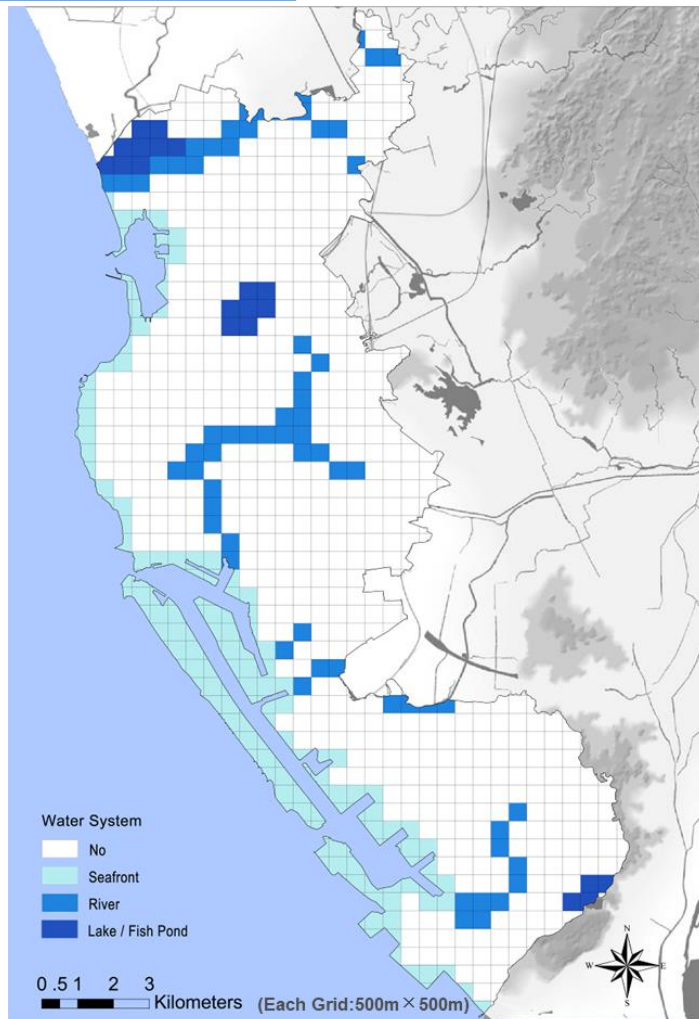 Water System
No
Seafront
River
Lake / Fish Pond
0 .5 1 2 3
Kilometers (Each Grid:500m × 500m)
N
W E
S